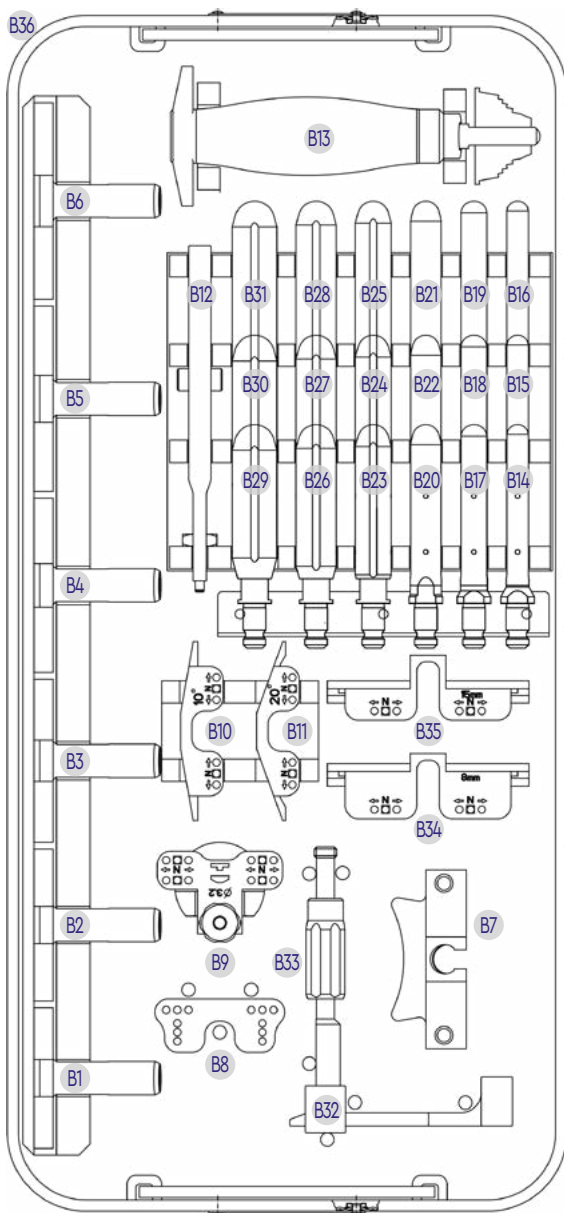 B36
B13
B6
B12 B31 B28 B25 B21 B19 B16
B5 B30 B27 B24 B22 B18 B15
B29 B26 B23 B20 B17 B14
B4
10° N
20° N
N
N
15mm
N N
B10 B11 B35
B3
8mm
N N
B34
N N
Ø3.2
B2 B7
B9 B33
B8
B1
B32